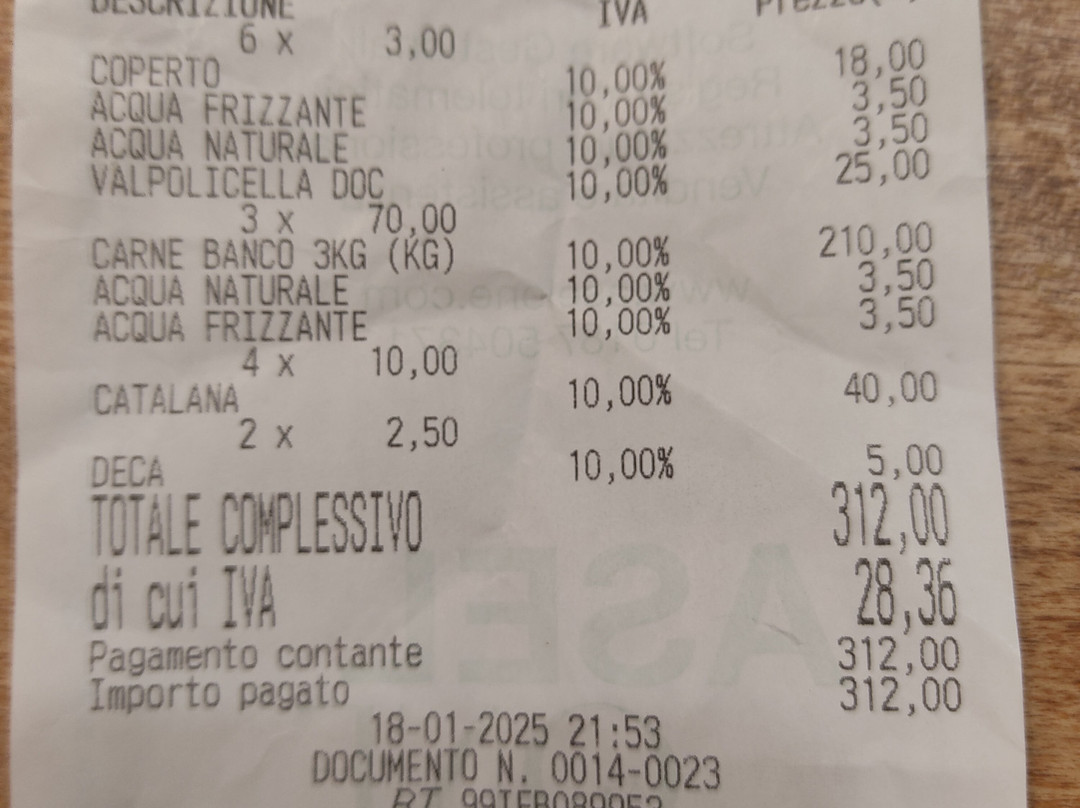 DESCRIZIONE IVA Prezzo(
6 x 3,00
COPERTO 10,00% 18,00
ACQUA FRIZZANTE 10,00% 3,50
ACQUA NATURALE 10,00% 3,50
VALPOLICELLA DOC 10,00% 25,00
3 x 70,00
CARNE BANCO 3KG (KG) 10,00% 210,00
ACQUA NATURALE 10,00% 3,50
ACQUA FRIZZANTE 10,00% 3,50
4 x 10,00
CATALANA 10,00% 40,00
2 x 2,50
DECA 10,00% 5,00
TOTALE COMPLESSIVO 312,00
di cui IVA 28,36
Pagamento contante 312,00
Importo pagato 312,00
18-01-2025 21:53
DOCUMENTO N. 0014-0023
RT